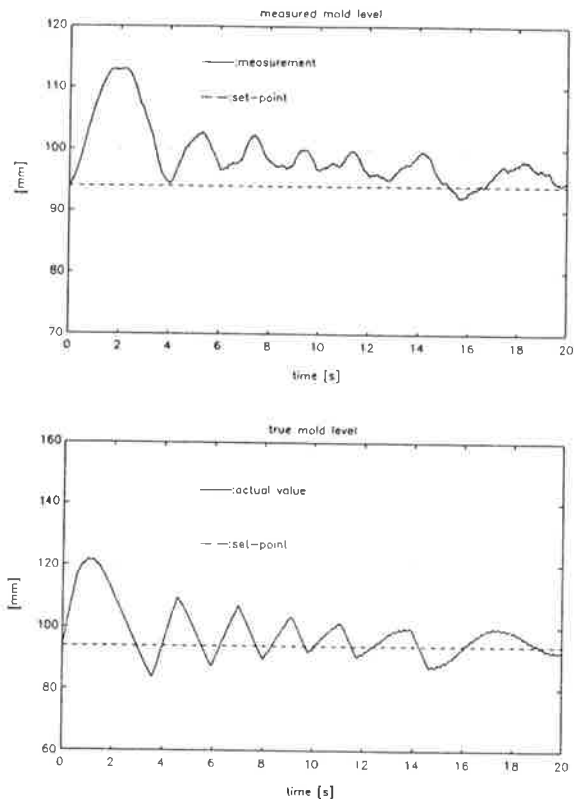 measured mold level
120
:measurement
110
:set-point
100
[mm]
90
80
70
0 2 4 6 8 10 12 14 16 18 20
time [s]
true mold level
160
:actual value
140
:set-point
120
[mm]
100
80
60
0 2 4 6 8 10 12 14 16 18 20
time [s]